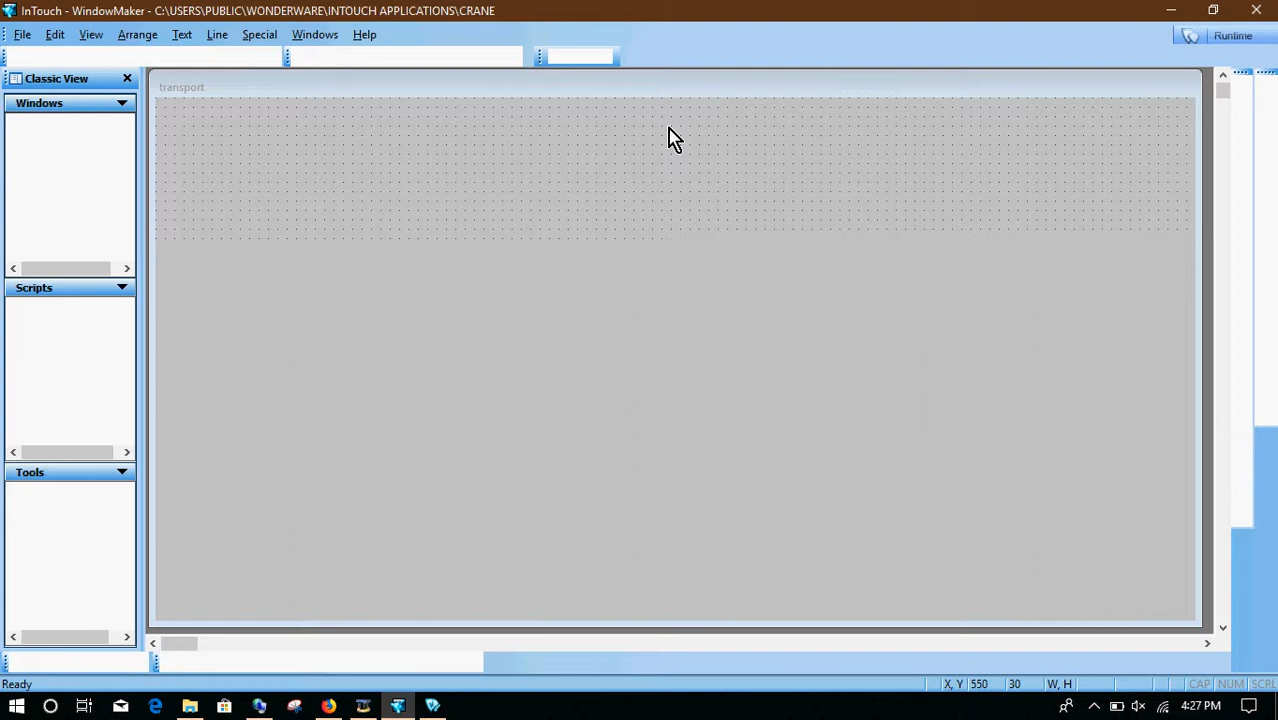 InTouch - WindowMaker - C:\USERS\PUBLIC\WONDERWARE\INTOUCH APPLICATIONS\CRANE
File Edit View Arrange Text Line Special Windows Help
Runtime
Classic View
transport
Windows
Scripts
Tools
Ready
X, Y 550 30 W, H
CAP NUM SCRL
4:27 PM